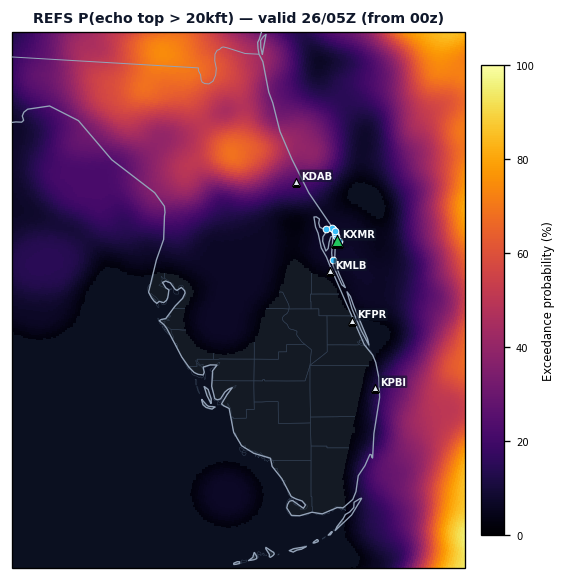 REFS P(echo top > 20kft) — valid 26/05Z (from 00z)
KDAB
KXMR
KMLB
KFPR
KPBI
100
80
60
40
20
0
Exceedance probability (%)